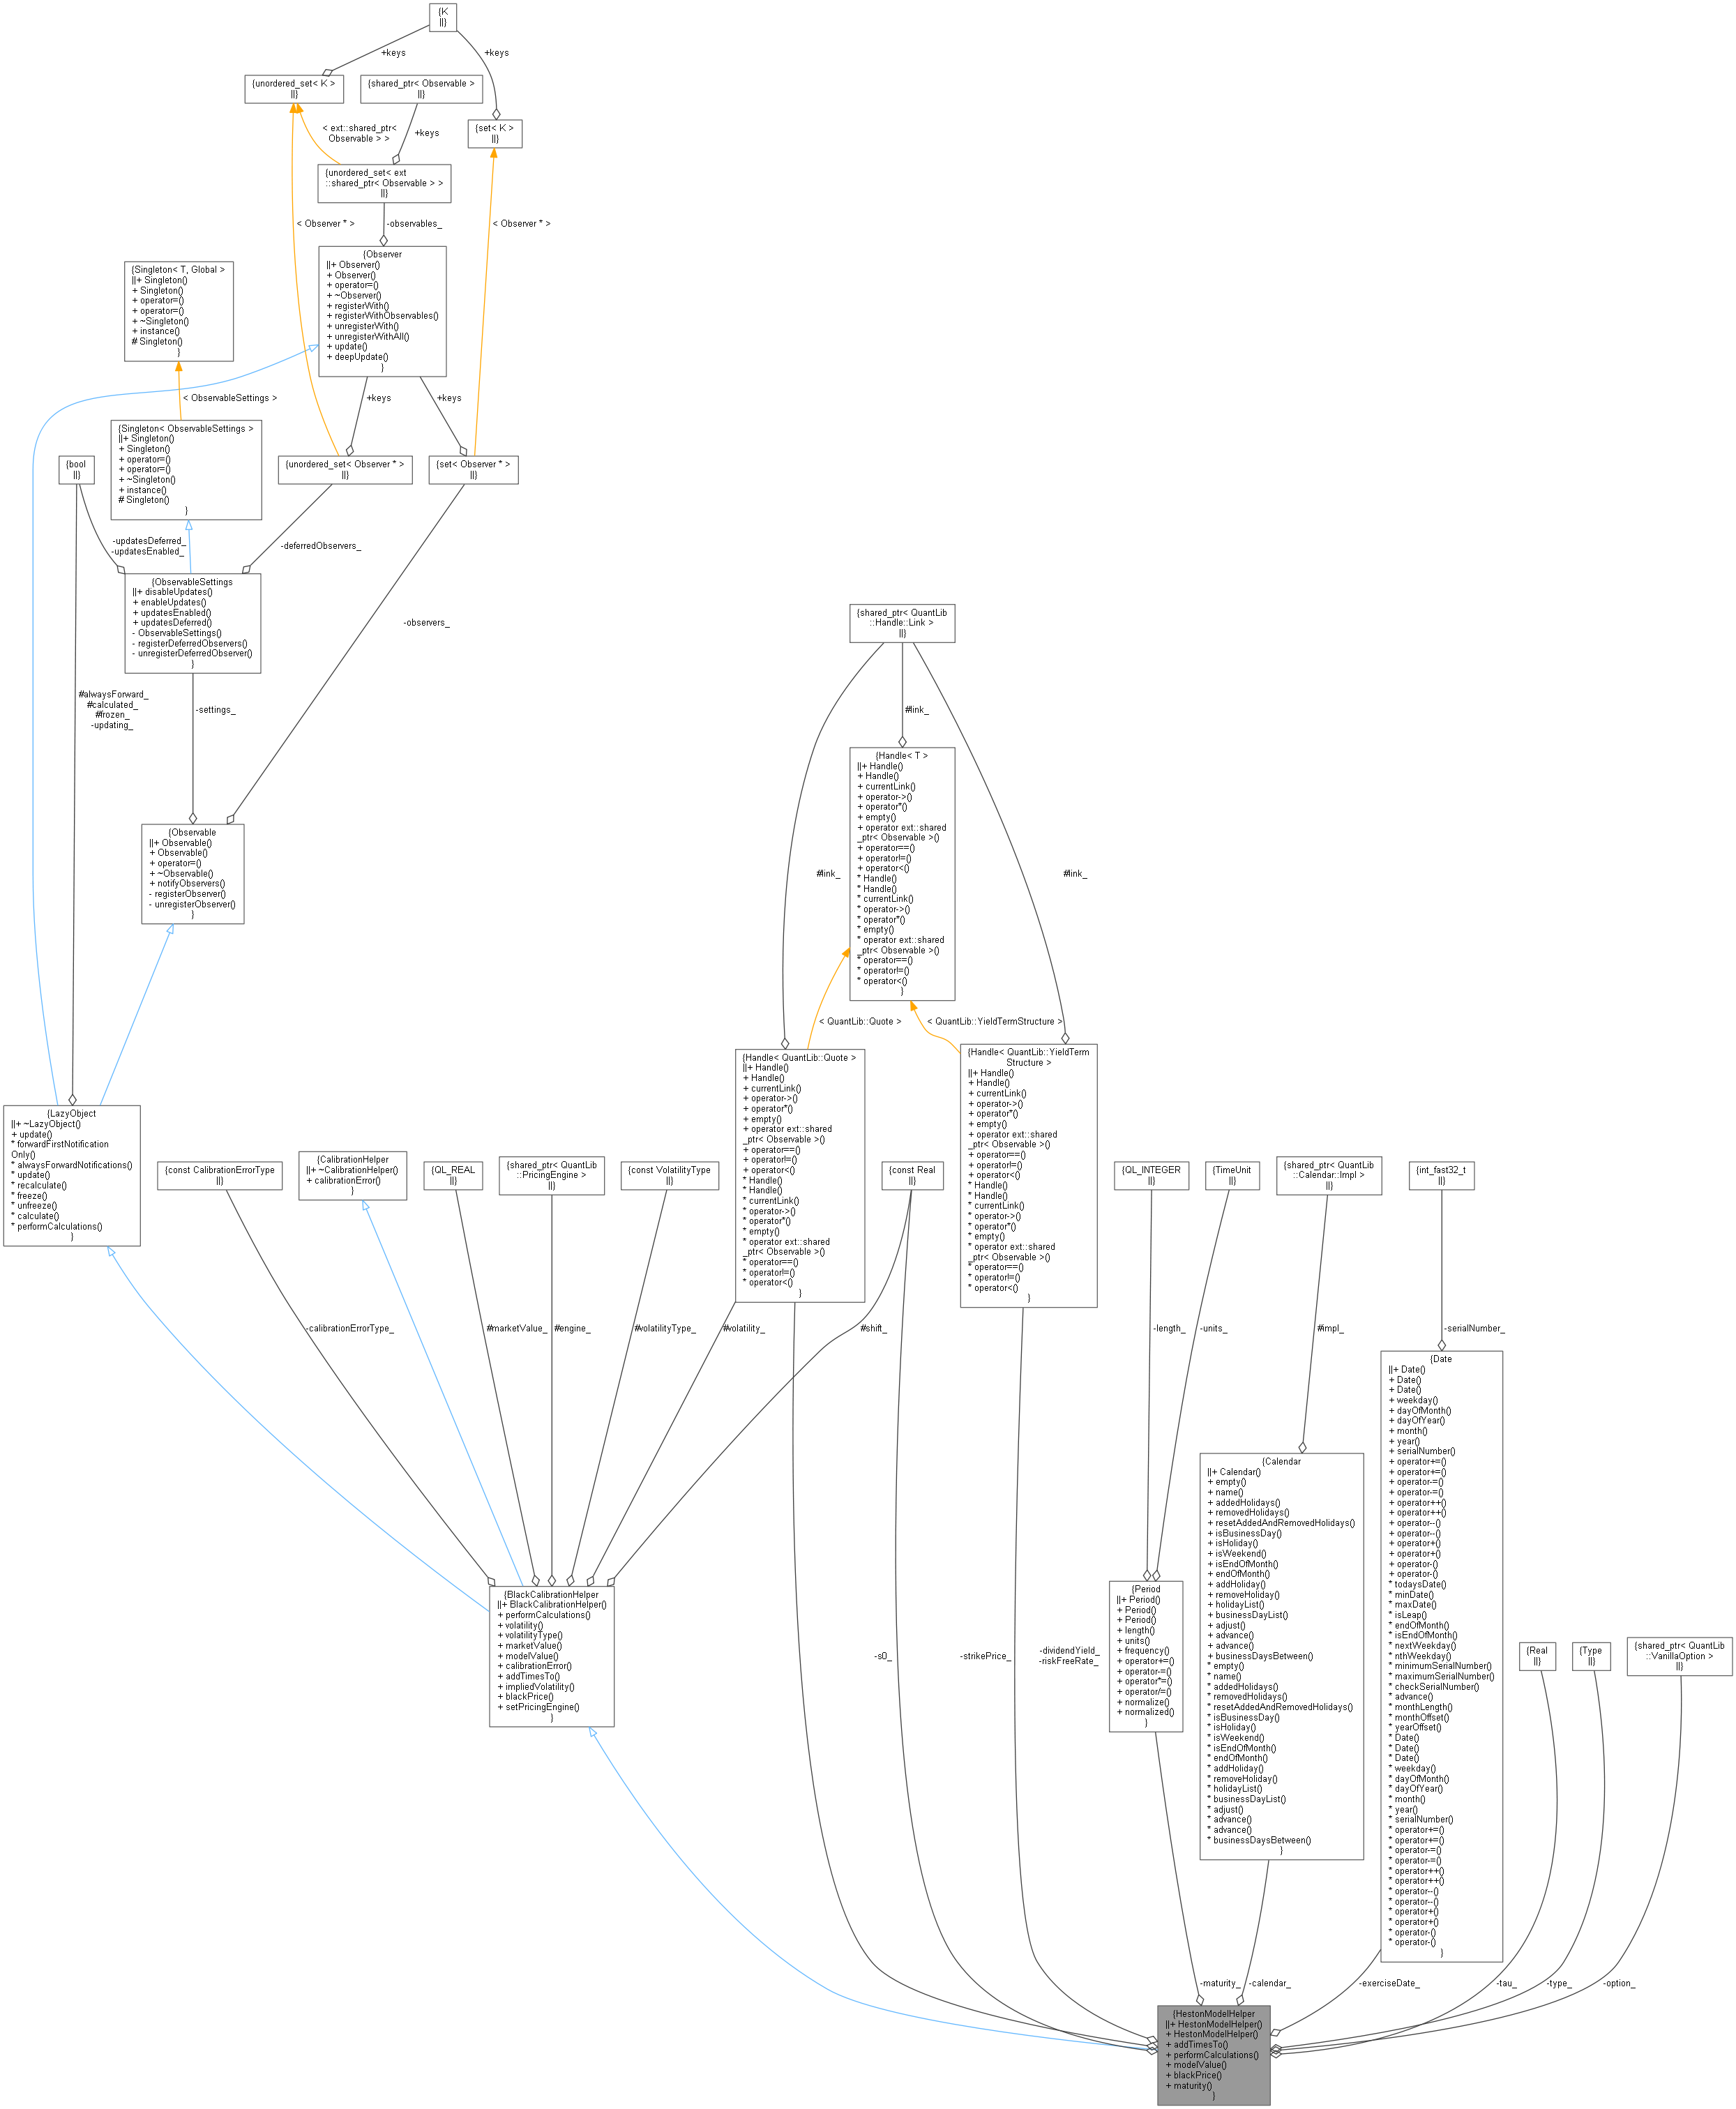 {K
||}
+keys
+keys
{unordered_set< K >
||}
{shared_ptr< Observable >
||}
{set< K >
||}
< ext::shared_ptr<
Observable > >
+keys
{unordered_set< ext
::shared_ptr< Observable > >
||}
< Observer * >
-observables_
< Observer * >
{Observer
||+ Observer()
+ Observer()
+ operator=()
+ ~Observer()
+ registerWith()
+ registerWithObservables()
+ unregisterWith()
+ unregisterWithAll()
+ update()
+ deepUpdate()
}
{Singleton< T, Global >
||+ Singleton()
+ Singleton()
+ operator=()
+ operator=()
+ ~Singleton()
+ instance()
# Singleton()
}
< ObservableSettings >
+keys
+keys
{Singleton< ObservableSettings >
||+ Singleton()
+ Singleton()
+ operator=()
+ operator=()
+ ~Singleton()
+ instance()
# Singleton()
}
{bool
||}
{unordered_set< Observer * >
||}
{set< Observer * >
||}
-updatesDeferred_
-updatesEnabled_
-deferredObservers_
{ObservableSettings
||+ disableUpdates()
+ enableUpdates()
+ updatesEnabled()
+ updatesDeferred()
- ObservableSettings()
- registerDeferredObservers()
- unregisterDeferredObserver()
}
-observers_
#alwaysForward_
#calculated_
#frozen_
-updating_
-settings_
{Observable
||+ Observable()
+ Observable()
+ operator=()
+ ~Observable()
+ notifyObservers()
- registerObserver()
- unregisterObserver()
}
{shared_ptr< QuantLib
::Handle::Link >
||}
#link_
#link_
#link_
{Handle< T >
||+ Handle()
+ Handle()
+ currentLink()
+ operator->()
+ operator*()
+ empty()
+ operator ext::shared
_ptr< Observable >()
+ operator==()
+ operator!=()
+ operator<()
* Handle()
* Handle()
* currentLink()
* operator->()
* operator*()
* empty()
* operator ext::shared
_ptr< Observable >()
* operator==()
* operator!=()
* operator<()
}
< QuantLib::Quote >
< QuantLib::YieldTermStructure >
{LazyObject
||+ ~LazyObject()
+ update()
* forwardFirstNotification
Only()
* alwaysForwardNotifications()
* update()
* recalculate()
* freeze()
* unfreeze()
* calculate()
* performCalculations()
}
{const CalibrationErrorType
||}
{CalibrationHelper
||+ ~CalibrationHelper()
+ calibrationError()
}
{QL_REAL
||}
{shared_ptr< QuantLib
::PricingEngine >
||}
{const VolatilityType
||}
{Handle< QuantLib::Quote >
||+ Handle()
+ Handle()
+ currentLink()
+ operator->()
+ operator*()
+ empty()
+ operator ext::shared
_ptr< Observable >()
+ operator==()
+ operator!=()
+ operator<()
* Handle()
* Handle()
* currentLink()
* operator->()
* operator*()
* empty()
* operator ext::shared
_ptr< Observable >()
* operator==()
* operator!=()
* operator<()
}
{const Real
||}
{Handle< QuantLib::YieldTerm
Structure >
||+ Handle()
+ Handle()
+ currentLink()
+ operator->()
+ operator*()
+ empty()
+ operator ext::shared
_ptr< Observable >()
+ operator==()
+ operator!=()
+ operator<()
* Handle()
* Handle()
* currentLink()
* operator->()
* operator*()
* empty()
* operator ext::shared
_ptr< Observable >()
* operator==()
* operator!=()
* operator<()
}
{QL_INTEGER
||}
{TimeUnit
||}
{shared_ptr< QuantLib
::Calendar::Impl >
||}
{int_fast32_t
||}
-calibrationErrorType_
#marketValue_
#engine_
#volatilityType_
#volatility_
#shift_
-length_
-units_
#impl_
-serialNumber_
{Date
||+ Date()
+ Date()
+ Date()
+ weekday()
+ dayOfMonth()
+ dayOfYear()
+ month()
+ year()
+ serialNumber()
+ operator+=()
+ operator+=()
+ operator-=()
+ operator-=()
+ operator++()
+ operator++()
+ operator--()
+ operator--()
+ operator+()
+ operator+()
+ operator-()
+ operator-()
* todaysDate()
* minDate()
* maxDate()
* isLeap()
* endOfMonth()
* isEndOfMonth()
* nextWeekday()
* nthWeekday()
* minimumSerialNumber()
* maximumSerialNumber()
* checkSerialNumber()
* advance()
* monthLength()
* monthOffset()
* yearOffset()
* Date()
* Date()
* Date()
* weekday()
* dayOfMonth()
* dayOfYear()
* month()
* year()
* serialNumber()
* operator+=()
* operator+=()
* operator-=()
* operator-=()
* operator++()
* operator++()
* operator--()
* operator--()
* operator+()
* operator+()
* operator-()
* operator-()
}
{Calendar
||+ Calendar()
+ empty()
+ name()
+ addedHolidays()
+ removedHolidays()
+ resetAddedAndRemovedHolidays()
+ isBusinessDay()
+ isHoliday()
+ isWeekend()
+ isEndOfMonth()
+ endOfMonth()
+ addHoliday()
+ removeHoliday()
+ holidayList()
+ businessDayList()
+ adjust()
+ advance()
+ advance()
+ businessDaysBetween()
* empty()
* name()
* addedHolidays()
* removedHolidays()
* resetAddedAndRemovedHolidays()
* isBusinessDay()
* isHoliday()
* isWeekend()
* isEndOfMonth()
* endOfMonth()
* addHoliday()
* removeHoliday()
* holidayList()
* businessDayList()
* adjust()
* advance()
* advance()
* businessDaysBetween()
}
{BlackCalibrationHelper
||+ BlackCalibrationHelper()
+ performCalculations()
+ volatility()
+ volatilityType()
+ marketValue()
+ modelValue()
+ calibrationError()
+ addTimesTo()
+ impliedVolatility()
+ blackPrice()
+ setPricingEngine()
}
{Period
||+ Period()
+ Period()
+ Period()
+ length()
+ units()
+ frequency()
+ operator+=()
+ operator-=()
+ operator*=()
+ operator/=()
+ normalize()
+ normalized()
}
{Real
||}
{Type
||}
{shared_ptr< QuantLib
::VanillaOption >
||}
-s0_
-strikePrice_
-dividendYield_
-riskFreeRate_
-maturity_
-calendar_
-exerciseDate_
-tau_
-type_
-option_
{HestonModelHelper
||+ HestonModelHelper()
+ HestonModelHelper()
+ addTimesTo()
+ performCalculations()
+ modelValue()
+ blackPrice()
+ maturity()
}